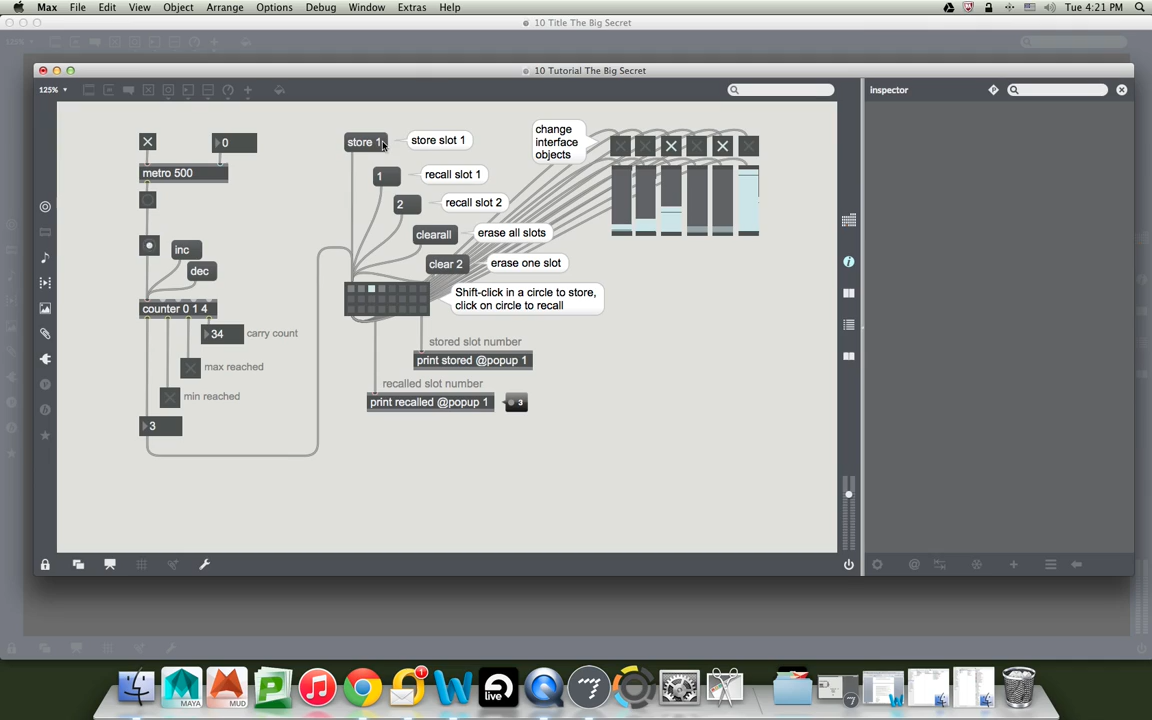 Max File Edit View Object Arrange Options Debug Window Extras Help
Tue 4:21 PM
10 Title The Big Secret
125%
10 Tutorial The Big Secret
125%
inspector
0
store 1
store slot 1
change
interface
objects
metro 500
1
recall slot 1
2
recall slot 2
clearall
erase all slots
inc
dec
clear 2
erase one slot
counter 0 1 4
Shift-click in a circle to store,
click on circle to recall
34
carry count
stored slot number
print stored @popup 1
max reached
recalled slot number
min reached
print recalled @popup 1
3
3
1
MAYA
MUD
live